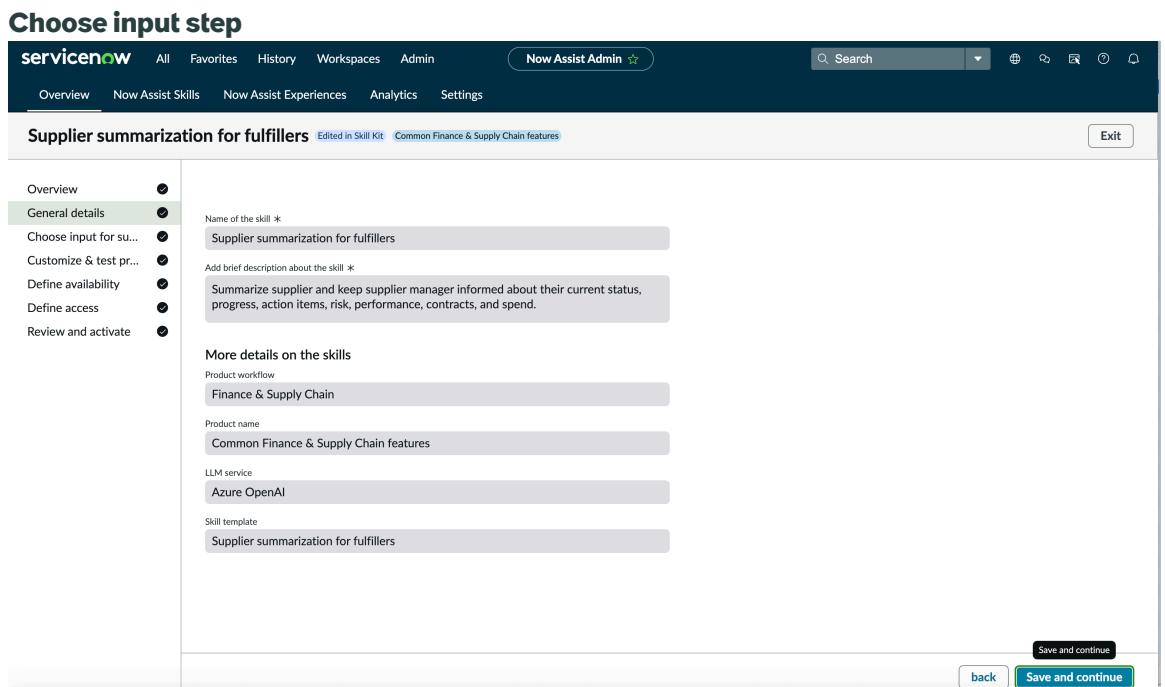 Choose input step
servicenow All Favorites History Workspaces Admin Now Assist Admin Search
Overview Now Assist Skills Now Assist Experiences Analytics Settings
Supplier summarization for fulfillers Edited in Skill Kit Common Finance & Supply Chain features Exit
Overview
General details
Choose input for su...
Customize & test pr...
Define availability
Define access
Review and activate
Name of the skill *
Supplier summarization for fulfillers
Add brief description about the skill *
Summarize supplier and keep supplier manager informed about their current status,
progress, action items, risk, performance, contracts, and spend.
More details on the skills
Product workflow
Finance & Supply Chain
Product name
Common Finance & Supply Chain features
LLM service
Azure OpenAI
Skill template
Supplier summarization for fulfillers
Save and continue
back Save and continue